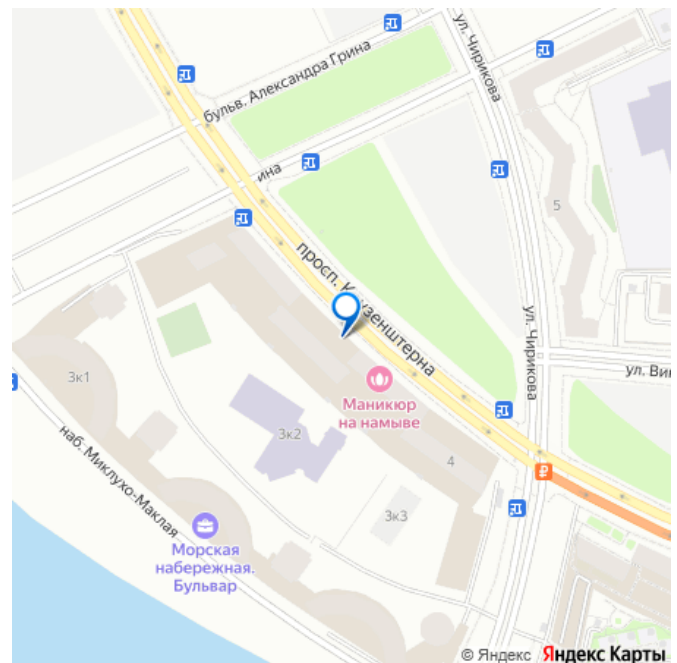 бульв. Александра Грина
ул. Чирикова
ина
5
просп. К
узенштерна
ул. Чирикова
ул. Ви
3к1
Маникюр
на намыве
3к2
4
наб. Миклухо-Маклая
3к3
Морская
набережная.
Бульвар
₽
© Яндекс Яндекс Карты